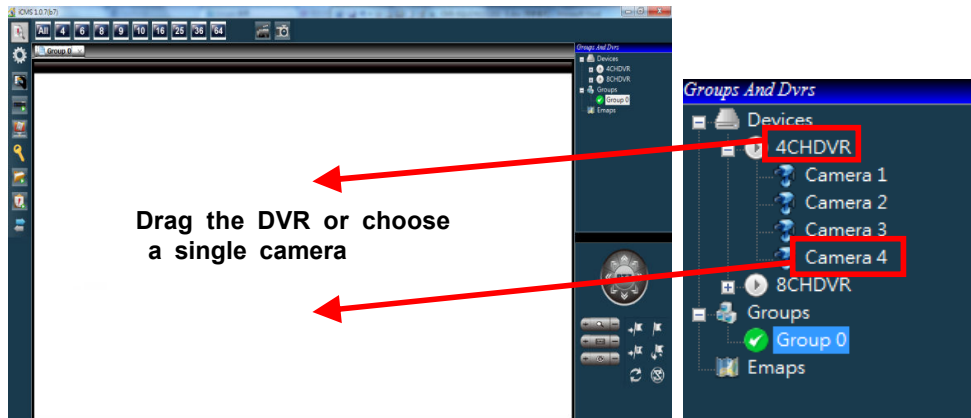 iCMS 1.0.7(b7)
All 4 6 8 9 10 16 25 36 64
Group 0
Groups And Dvrs
Devices
4CHDVR
8CHDVR
Groups
Group 0
Emaps
Drag the DVR or choose
a single camera
Groups And Dvrs
Devices
4CHDVR
Camera 1
Camera 2
Camera 3
Camera 4
8CHDVR
Groups
Group 0
Emaps